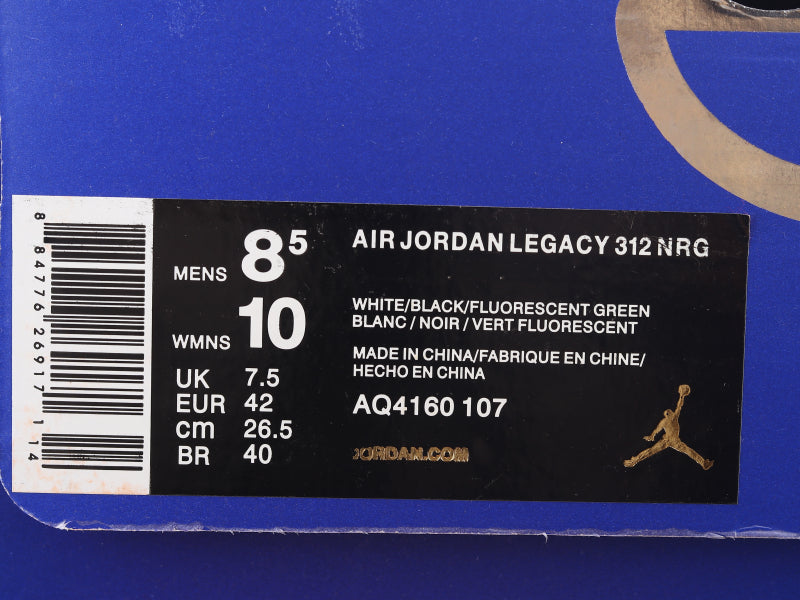 8 84776 26917 114
MENS 8⁵
WMNS 10
UK 7.5
EUR 42
cm 26.5
BR 40
AIR JORDAN LEGACY 312 NRG
WHITE/BLACK/FLUORESCENT GREEN
BLANC / NOIR / VERT FLUORESCENT
MADE IN CHINA/FABRIQUE EN CHINE/
HECHO EN CHINA
AQ4160 107
JORDAN.COM